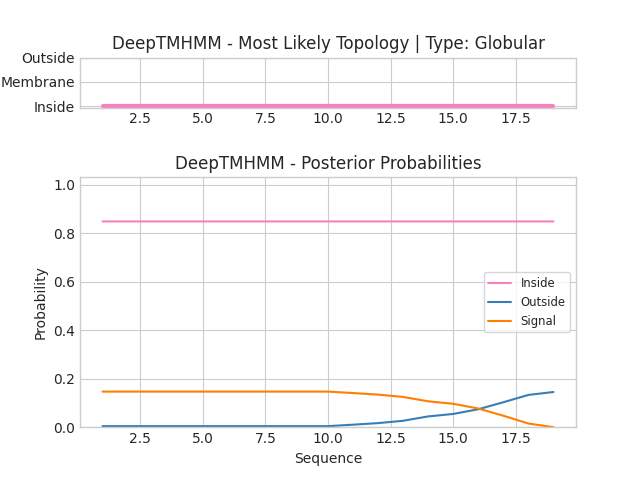 DeepTMHMM - Most Likely Topology | Type: Globular
Outside
Membrane
Inside
2.5 5.0 7.5 10.0 12.5 15.0 17.5
DeepTMHMM - Posterior Probabilities
1.0
0.8
0.6
0.4
0.2
0.0
Probability
Inside
Outside
Signal
2.5 5.0 7.5 10.0 12.5 15.0 17.5
Sequence